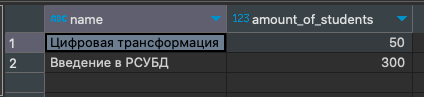 name 123 amount_of_students
1 Цифровая трансформация 50
2 Введение в РСУБД 300